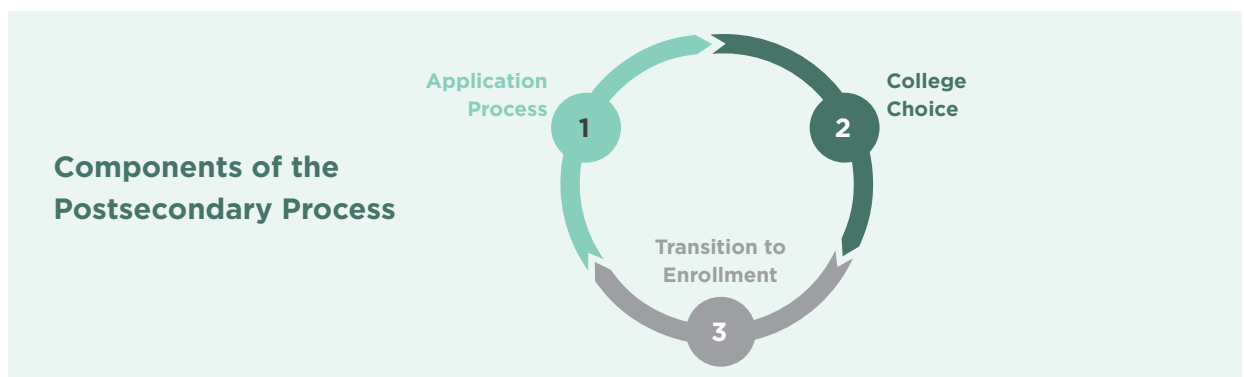 Components of the
Postsecondary Process
Application
Process
1
College
Choice
2
Transition to
Enrollment
3